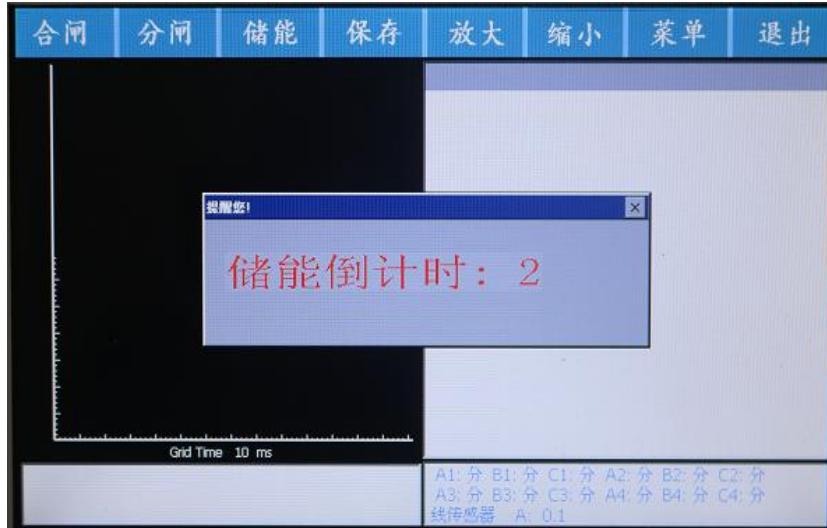 合闸 分闸 储能 保存 放大 缩小 菜单 退出
提醒您!
储能倒计时: 2
Grid Time 10 ms
A1: 分 B1: 分 C1: 分 A2: 分 B2: 分 C2: 分
A3: 分 B3: 分 C3: 分 A4: 分 B4: 分 C4: 分
线传感器 A: 0.1